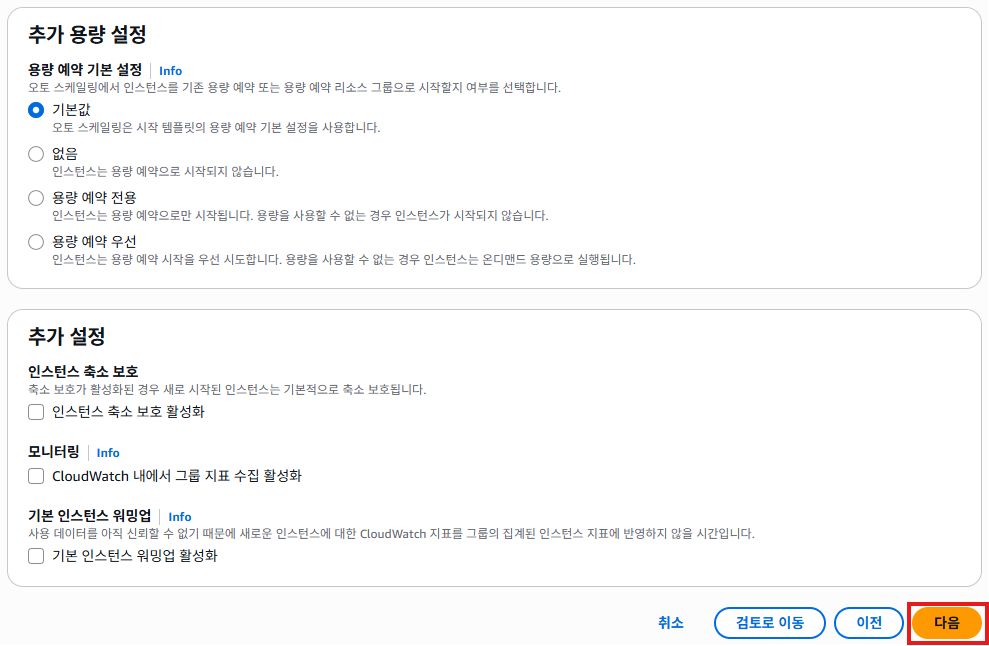 추가 용량 설정
용량 예약 기본 설정 Info
오토 스케일링에서 인스턴스를 기존 용량 예약 또는 용량 예약 리소스 그룹으로 시작할지 여부를 선택합니다.
기본값
오토 스케일링은 시작 템플릿의 용량 예약 기본 설정을 사용합니다.
없음
인스턴스는 용량 예약으로 시작되지 않습니다.
용량 예약 전용
인스턴스는 용량 예약으로만 시작됩니다. 용량을 사용할 수 없는 경우 인스턴스가 시작되지 않습니다.
용량 예약 우선
인스턴스는 용량 예약 시작을 우선 시도합니다. 용량을 사용할 수 없는 경우 인스턴스는 온디맨드 용량으로 실행됩니다.
추가 설정
인스턴스 축소 보호
축소 보호가 활성화된 경우 새로 시작된 인스턴스는 기본적으로 축소 보호됩니다.
인스턴스 축소 보호 활성화
모니터링 Info
CloudWatch 내에서 그룹 지표 수집 활성화
기본 인스턴스 워밍업 Info
사용 데이터를 아직 신뢰할 수 없기 때문에 새로운 인스턴스에 대한 CloudWatch 지표를 그룹의 집계된 인스턴스 지표에 반영하지 않을 시간입니다.
기본 인스턴스 워밍업 활성화
취소 검토로 이동 이전 다음